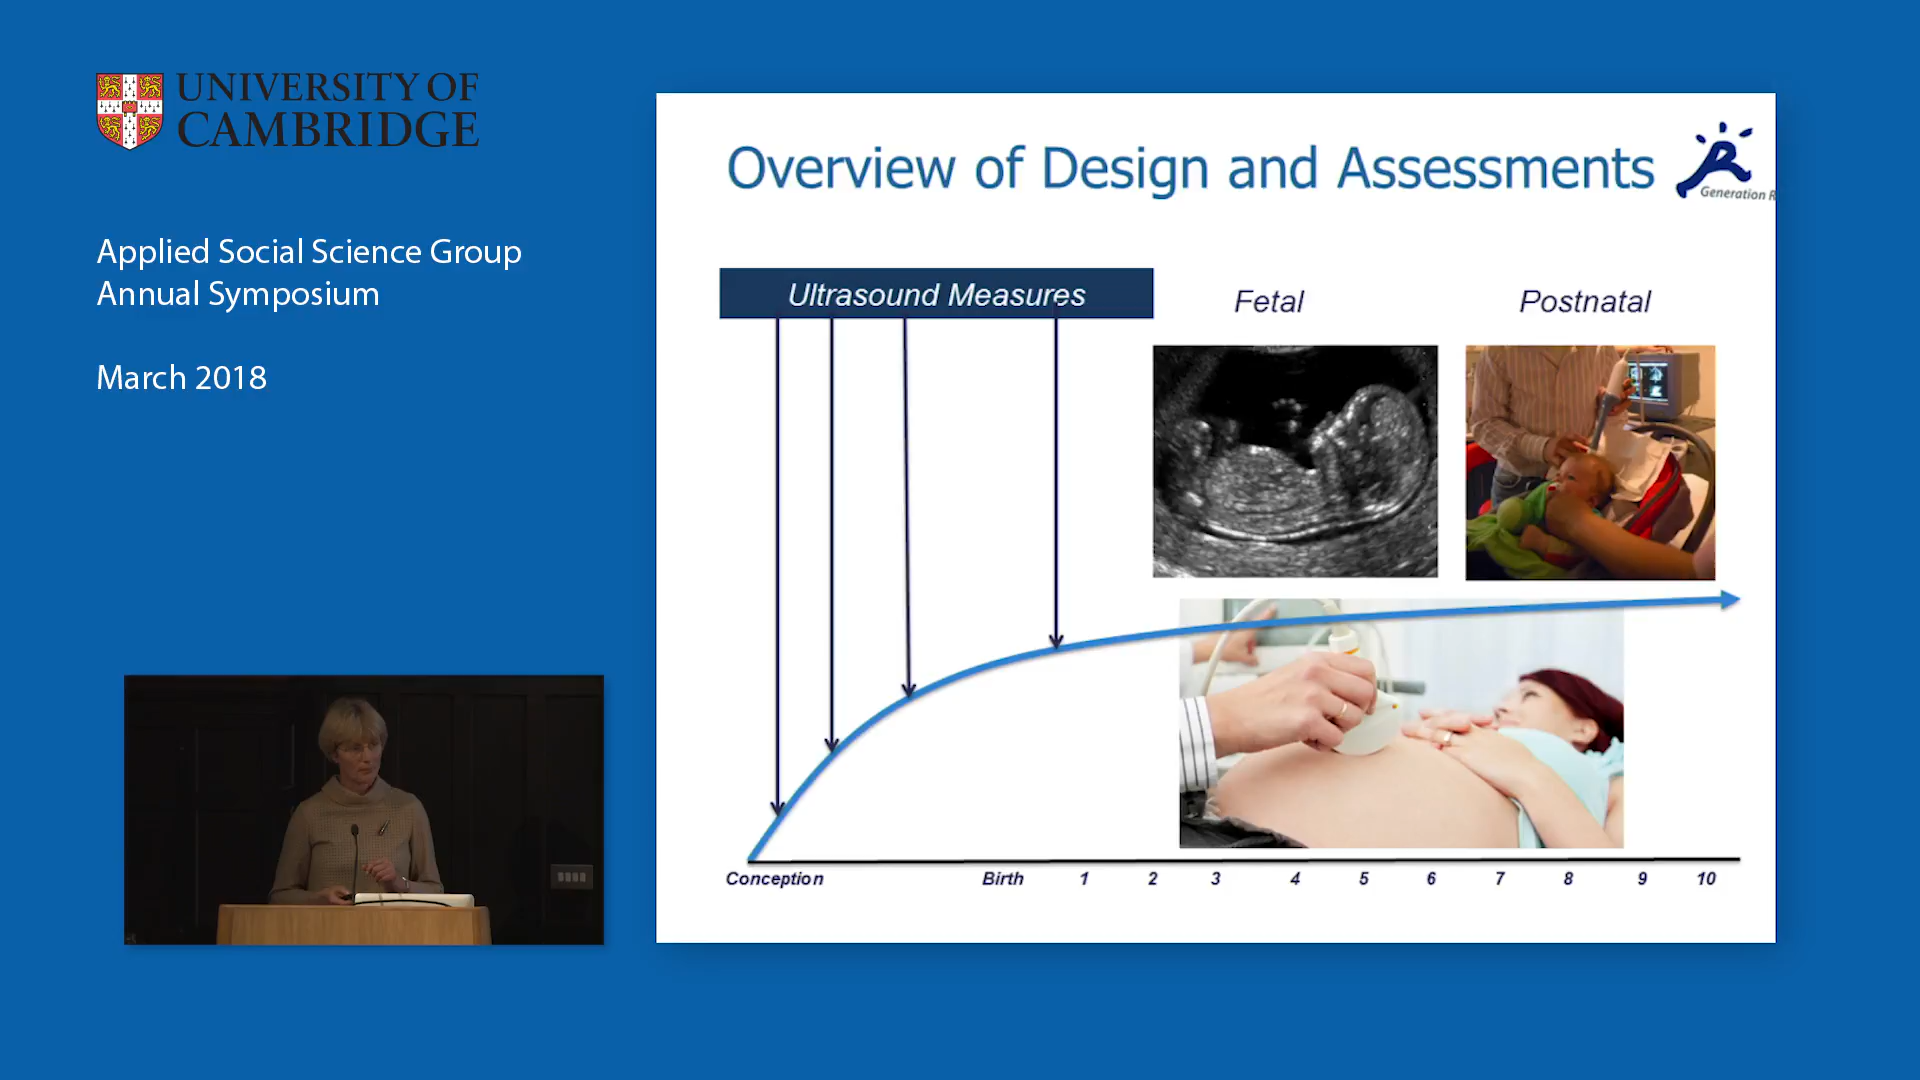 UNIVERSITY OF
CAMBRIDGE
Applied Social Science Group
Annual Symposium
March 2018
Overview of Design and Assessments
Generation R
Ultrasound Measures
Fetal
Postnatal
Conception
Birth
1
2
3
4
5
6
7
8
9
10